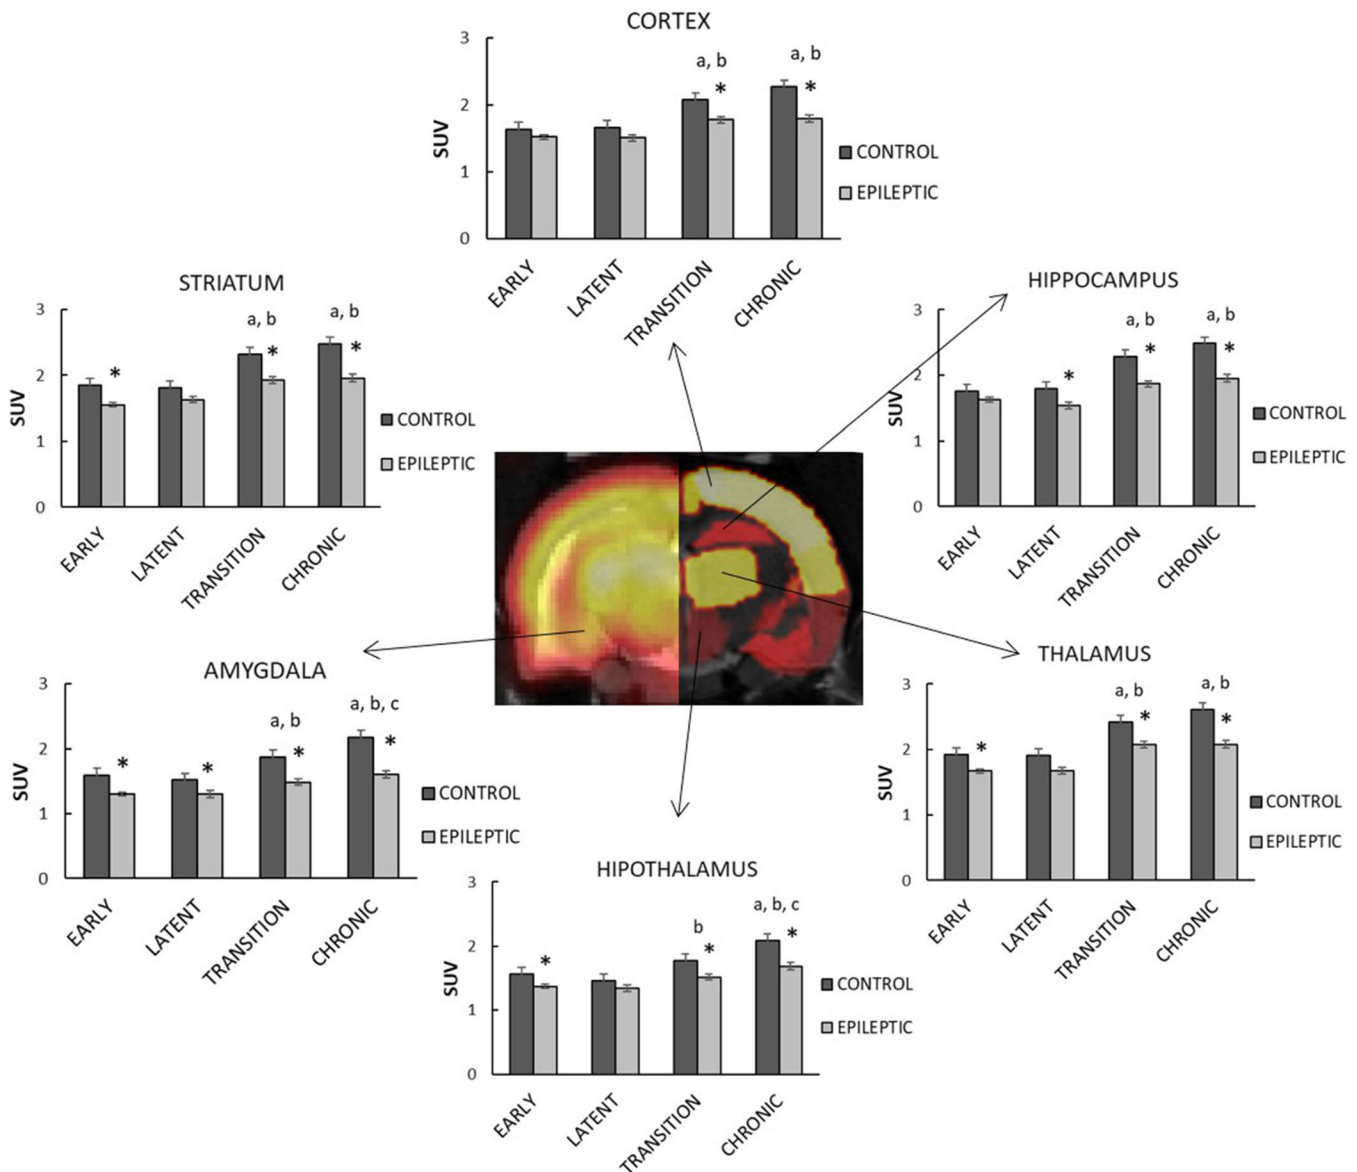 CORTEX
3
2
1
0
SUV
a, b
*
a, b
*
CONTROL
EPILEPTIC
EARLY
LATENT
TRANSITION
CHRONIC
STRIATUM
3
2
1
0
SUV
*
a, b
*
a, b
*
CONTROL
EPILEPTIC
EARLY
LATENT
TRANSITION
CHRONIC
HIPPOCAMPUS
3
2
1
0
SUV
*
a, b
*
a, b
*
CONTROL
EPILEPTIC
EARLY
LATENT
TRANSITION
CHRONIC
AMYGDALA
3
2
1
0
SUV
*
*
a, b
*
a, b, c
*
CONTROL
EPILEPTIC
EARLY
LATENT
TRANSITION
CHRONIC
THALAMUS
3
2
1
0
SUV
*
a, b
*
a, b
*
CONTROL
EPILEPTIC
EARLY
LATENT
TRANSITION
CHRONIC
HIPOTHALAMUS
3
2
1
0
SUV
*
b
*
a, b, c
*
CONTROL
EPILEPTIC
EARLY
LATENT
TRANSITION
CHRONIC